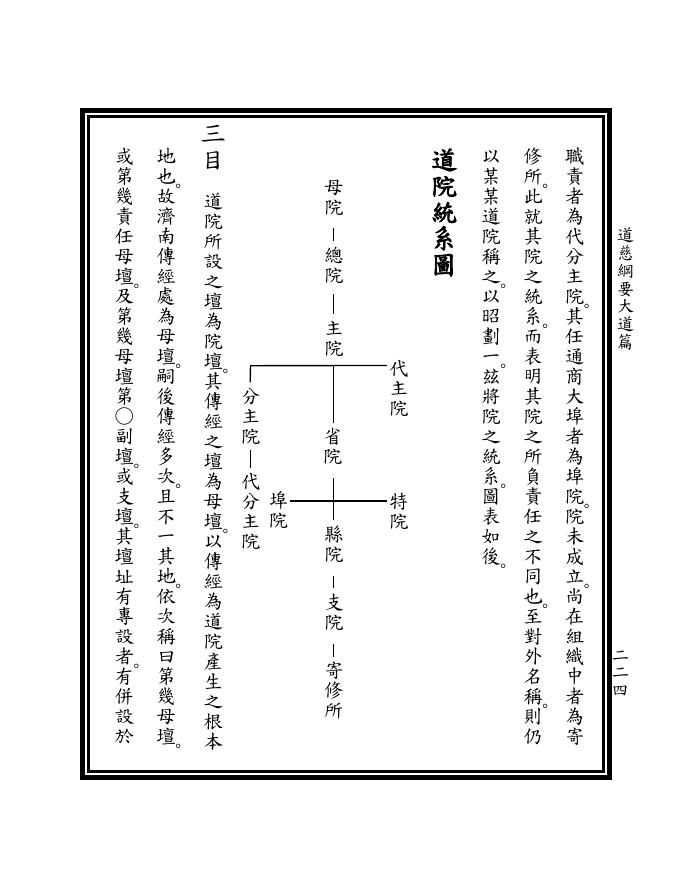 道慈綱要大道篇
二二四
職責者為代分主院。其任通商大埠者為埠院。院未成立。尚在組織中者為寄
修所。此就其院之統系。而表明其院之所負責任之不同也。至對外名稱。則仍
以某某道院稱之。以昭劃一。茲將院之統系。圖表如後。
道院統系圖
代主院
特院
母院｜總院｜主院
省院
縣院｜支院｜寄修所
埠院
分主院｜代分主院
三目 道院所設之壇為院壇。其傳經之壇為母壇。以傳經為道院產生之根本
地也。故濟南傳經處為母壇。嗣後傳經多次。且不一其地。依次稱曰第幾母壇。
或第幾責任母壇。及第幾母壇第○副壇。或支壇。其壇址有專設者。有併設於